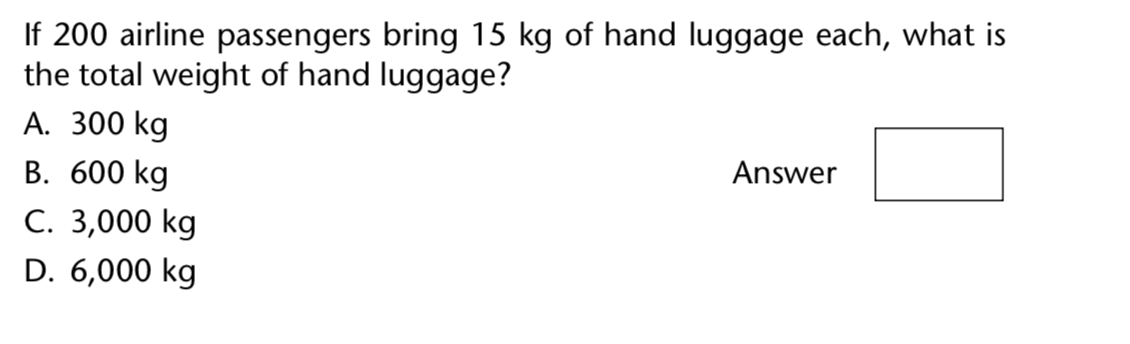 If 200 airline passengers bring 15 kg of hand luggage each, what is
the total weight of hand luggage?
A. 300 kg
B. 600 kg
Answer
C. 3,000 kg
D. 6,000 kg